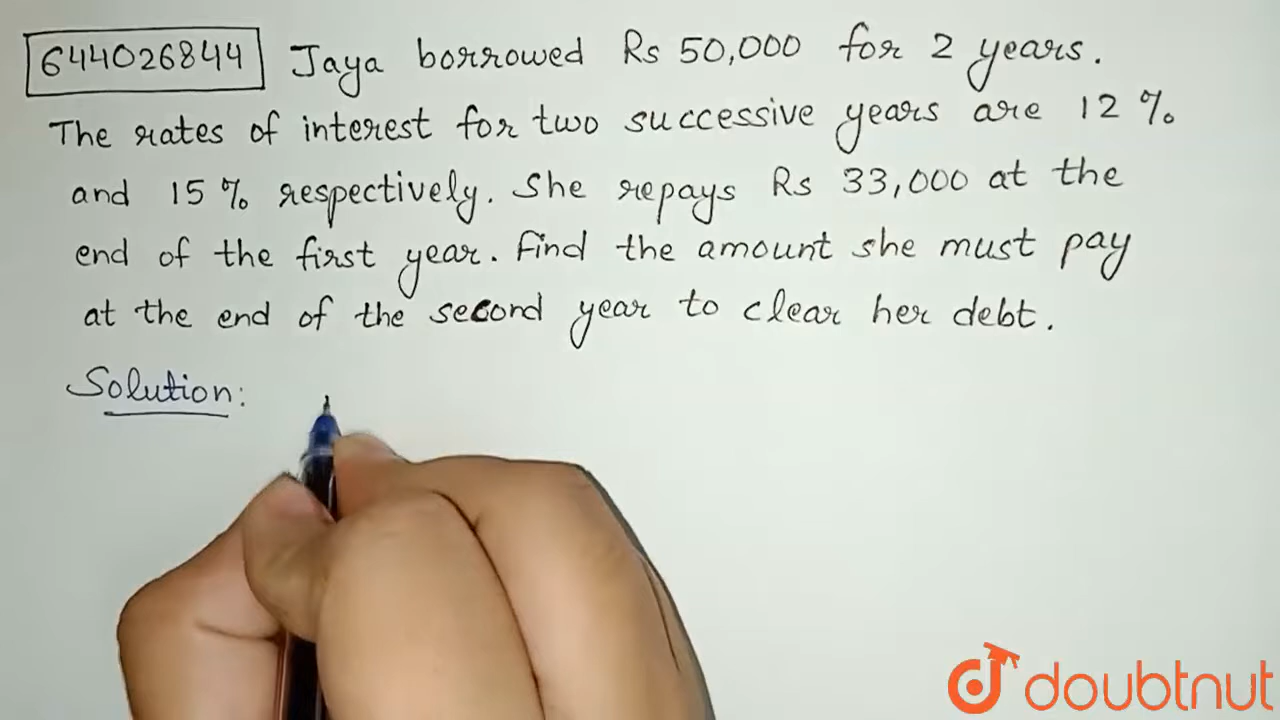 644026844 Jaya borrowed Rs 50,000 for 2 years.
The rates of interest for two successive years are 12 %
and 15 % respectively. She repays Rs 33,000 at the
end of the first year. Find the amount she must pay
at the end of the second year to clear her debt.
Solution:
doubtnut